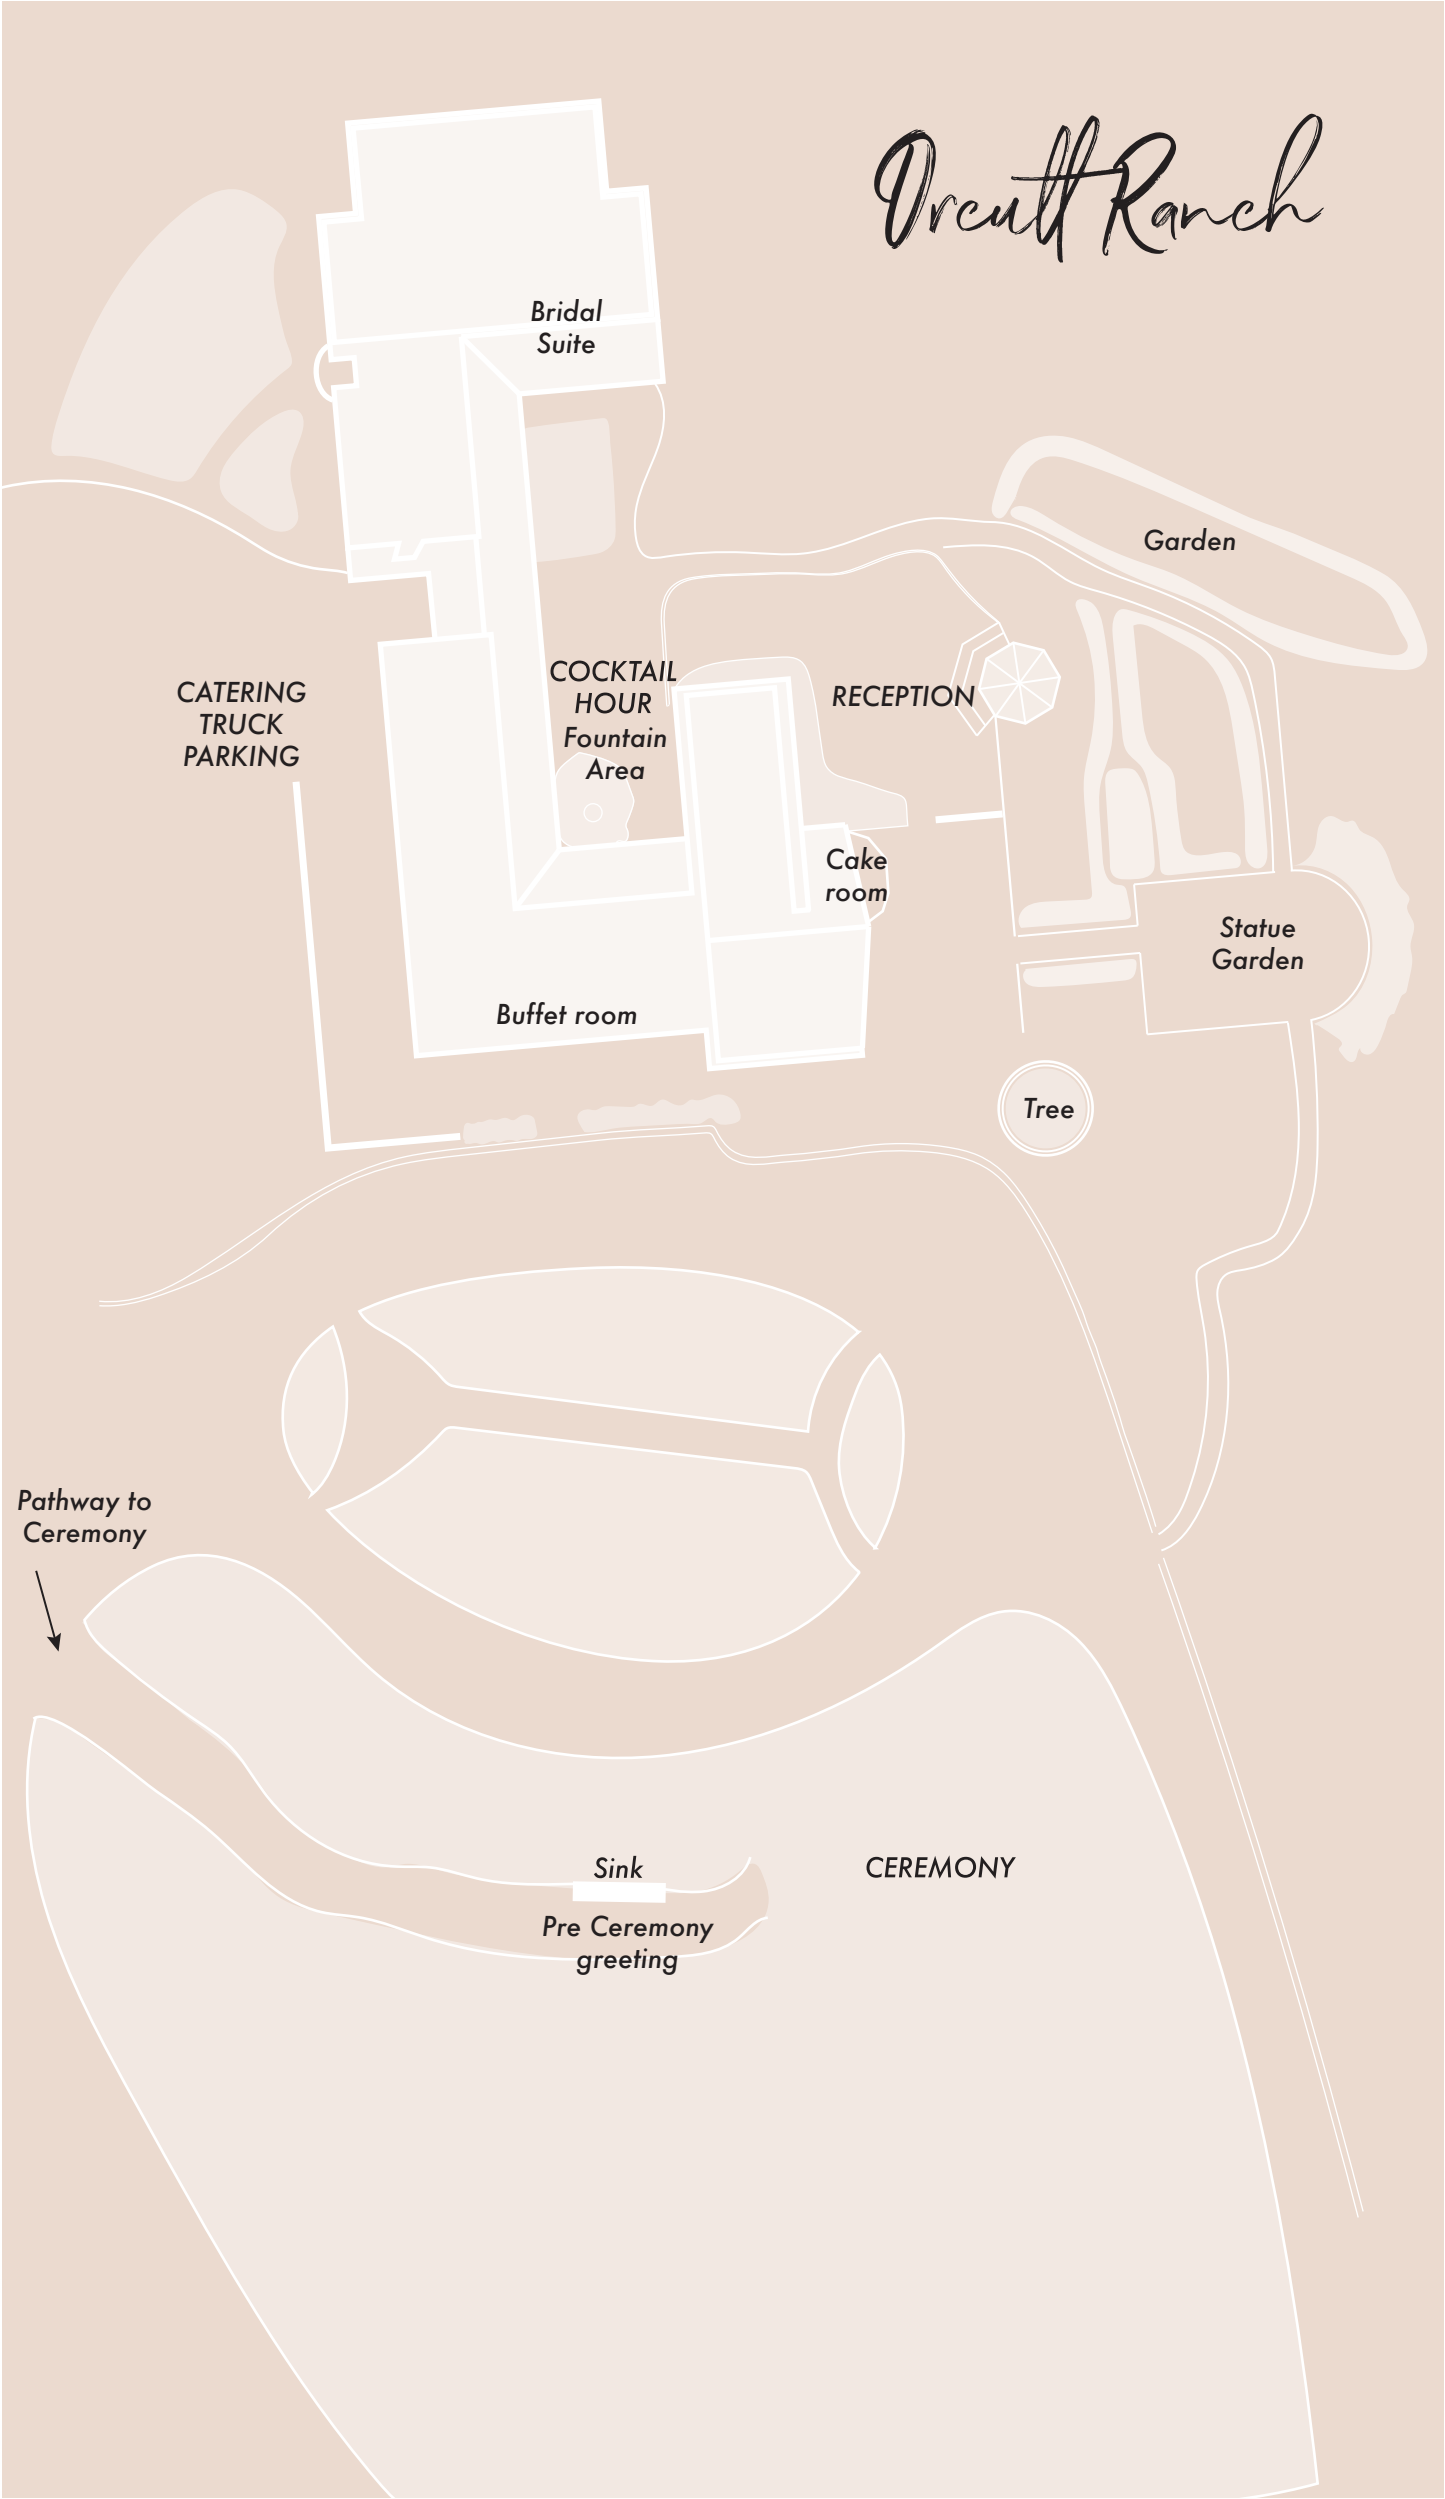 Orcutt Ranch
Bridal
Suite
Garden
COCKTAIL
HOUR
Fountain
Area
CATERING
TRUCK
PARKING
RECEPTION
Cake
room
Statue
Garden
Buffet room
Tree
Pathway to
Ceremony
Sink
CEREMONY
Pre Ceremony
greeting